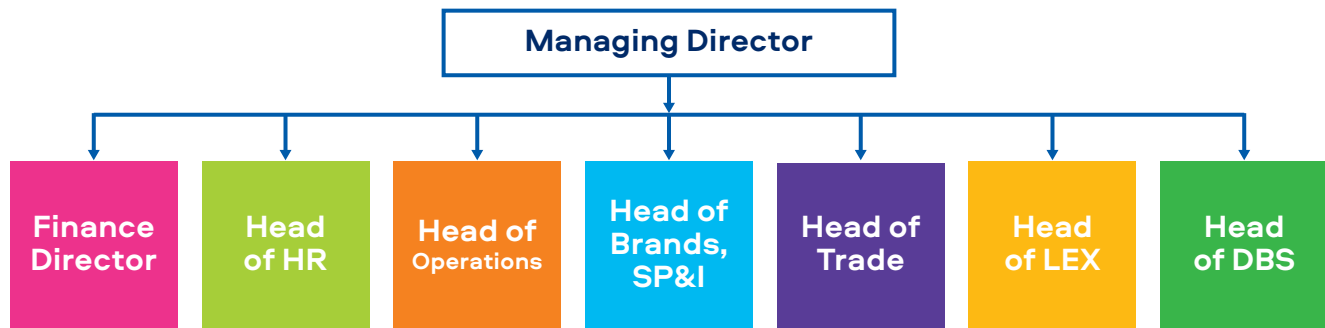 Managing Director
Finance
Director
Head
of HR
Head of
Operations
Head of
Brands,
SP&I
Head of
Trade
Head
of LEX
Head
of DBS